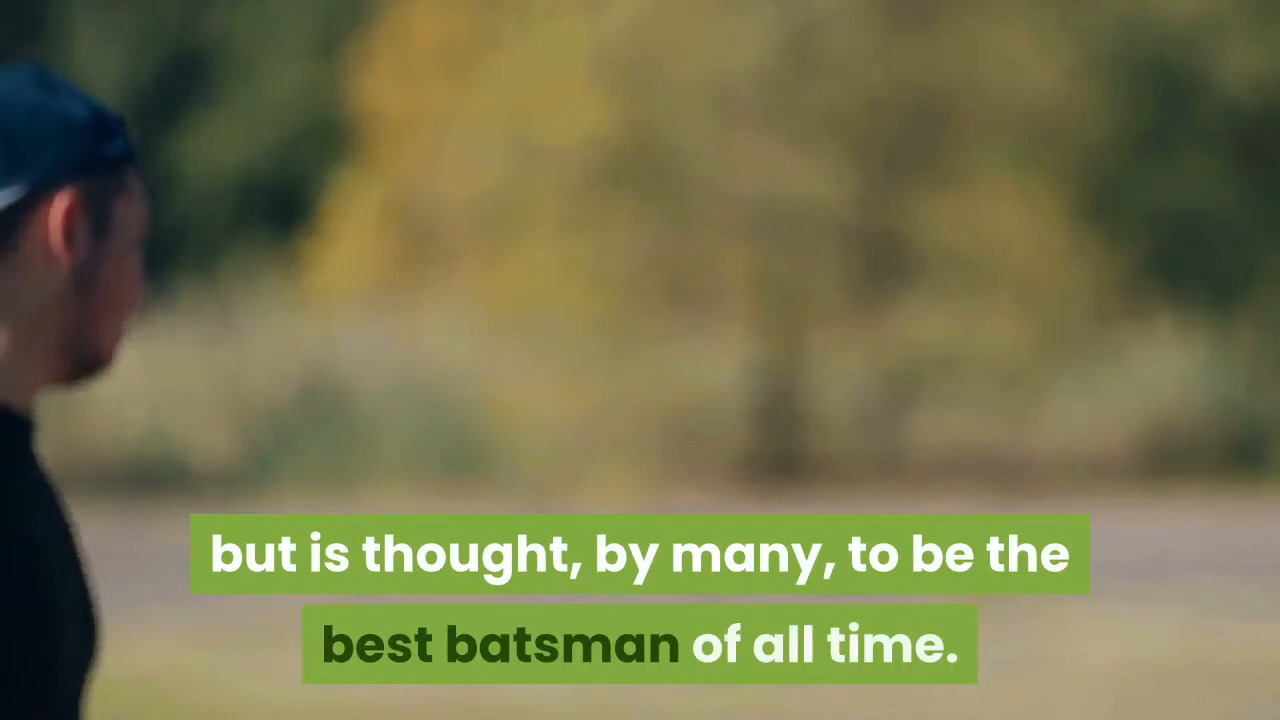 but is thought, by many, to be the
best batsman of all time.